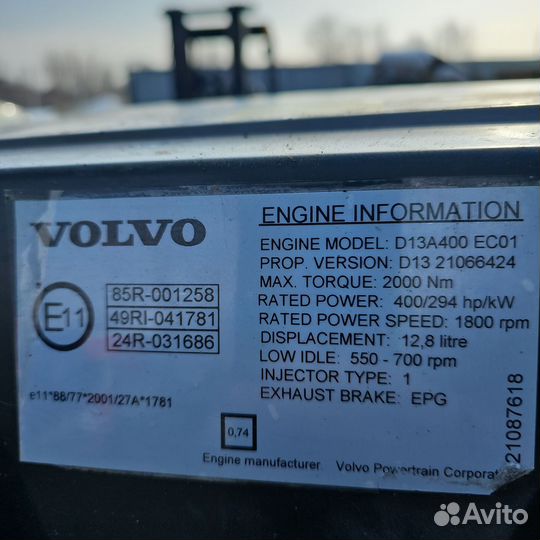 VOLVO
E11
85R-001258
49RI-041781
24R-031686
e11*88/77*2001/27A*1781
ENGINE INFORMATION
ENGINE MODEL: D13A400 EC01
PROP. VERSION: D13 21066424
MAX. TORQUE: 2000 Nm
RATED POWER: 400/294 hp/kW
RATED POWER SPEED: 1800 rpm
DISPLACEMENT: 12,8 litre
LOW IDLE: 550 - 700 rpm
INJECTOR TYPE: 1
EXHAUST BRAKE: EPG
0,74
Engine manufacturer Volvo Powertrain Corporat
21087618
Avito